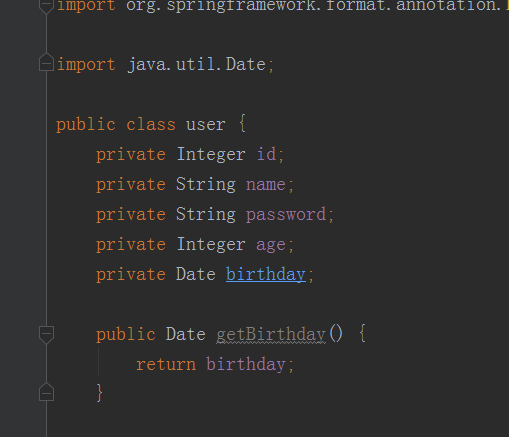 import org.springframework.format.annotation.
import java.util.Date;
public class user {
private Integer id;
private String name;
private String password;
private Integer age;
private Date birthday;
public Date getBirthday() {
return birthday;
}